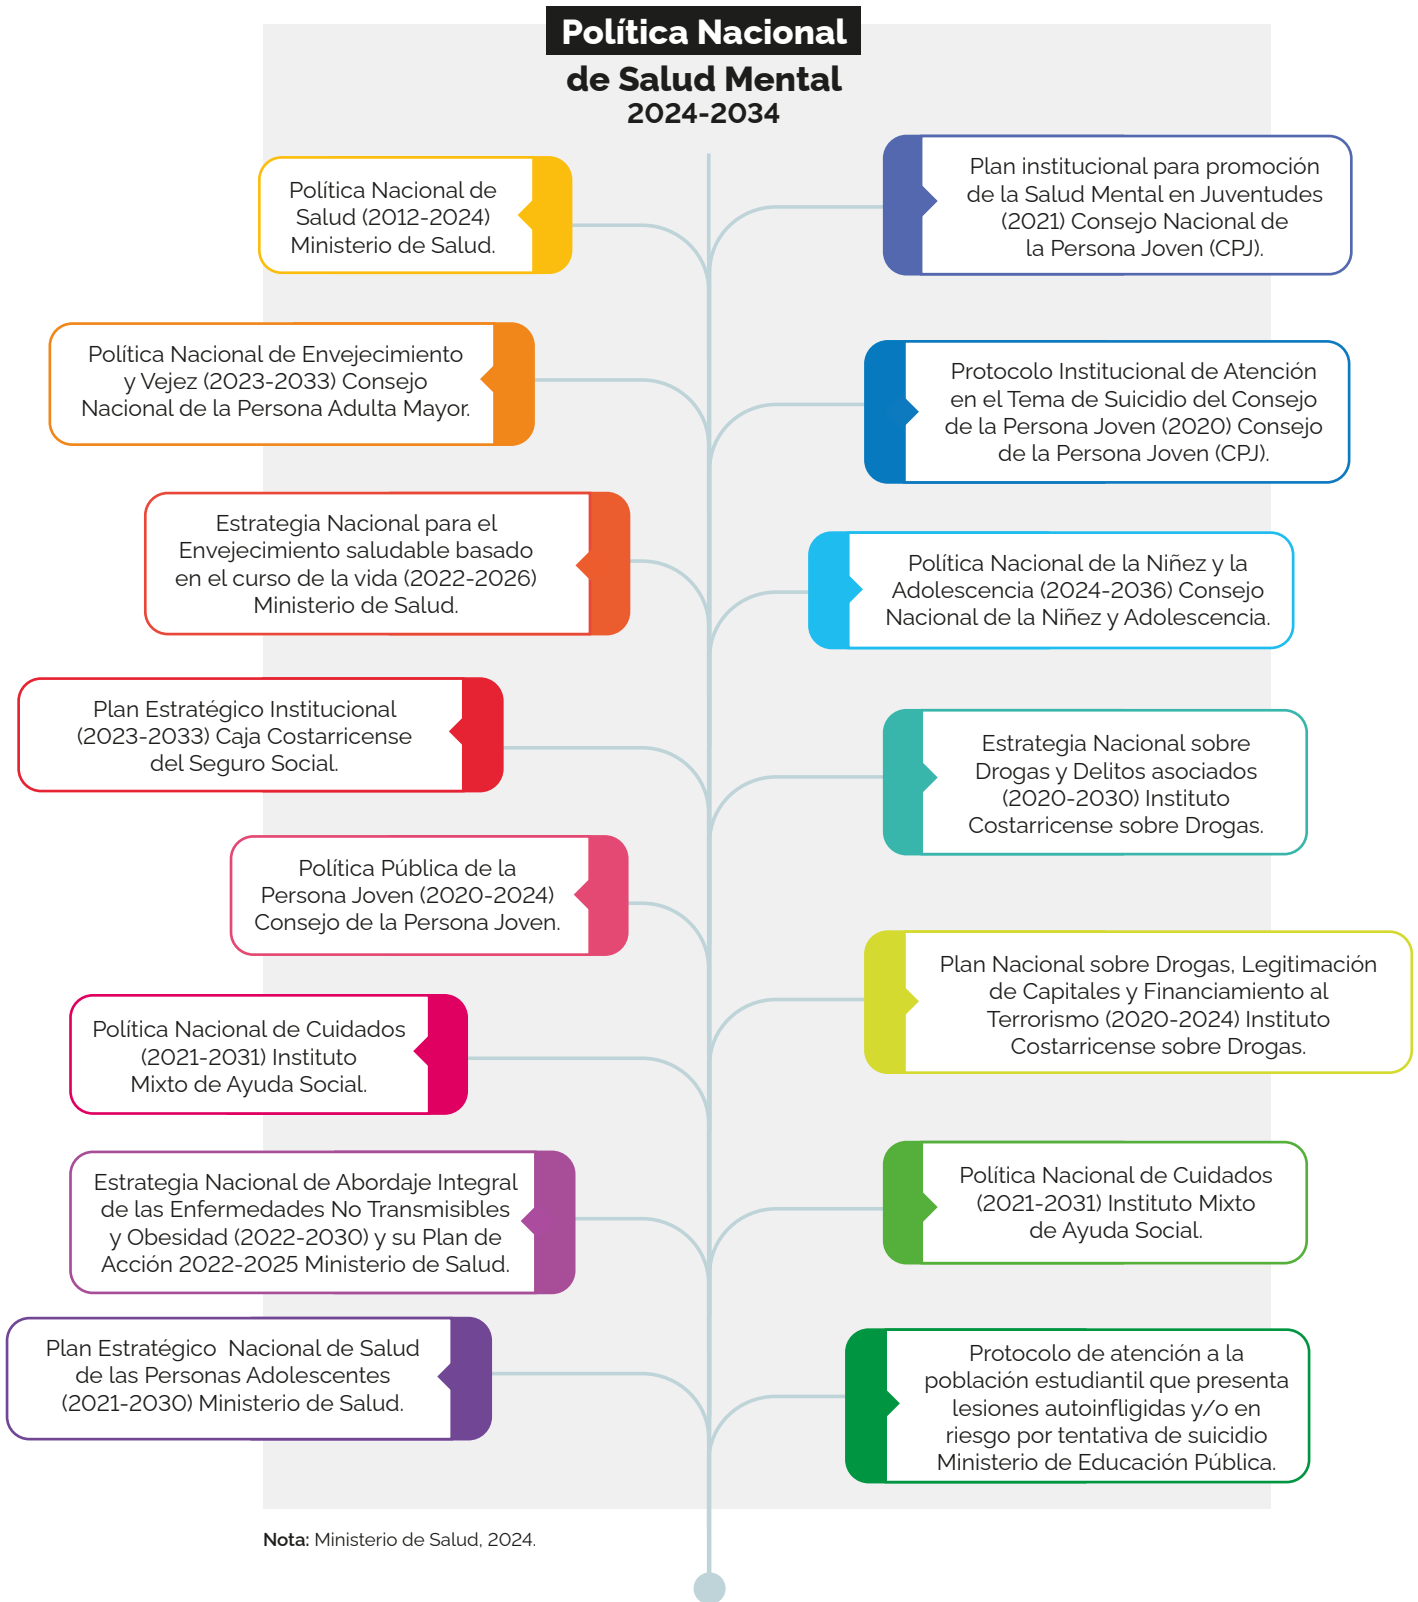 Política Nacional
de Salud Mental
2024-2034
Política Nacional de
Salud (2012-2024)
Ministerio de Salud.
Política Nacional de Envejecimiento
y Vejez (2023-2033) Consejo
Nacional de la Persona Adulta Mayor.
Estrategia Nacional para el
Envejecimiento saludable basado
en el curso de la vida (2022-2026)
Ministerio de Salud.
Plan Estratégico Institucional
(2023-2033) Caja Costarricense
del Seguro Social.
Política Pública de la
Persona Joven (2020-2024)
Consejo de la Persona Joven.
Política Nacional de Cuidados
(2021-2031) Instituto
Mixto de Ayuda Social.
Estrategia Nacional de Abordaje Integral
de las Enfermedades No Transmisibles
y Obesidad (2022-2030) y su Plan de
Acción 2022-2025 Ministerio de Salud.
Plan Estratégico Nacional de Salud
de las Personas Adolescentes
(2021-2030) Ministerio de Salud.
Plan institucional para promoción
de la Salud Mental en Juventudes
(2021) Consejo Nacional de
la Persona Joven (CPJ).
Protocolo Institucional de Atención
en el Tema de Suicidio del Consejo
de la Persona Joven (2020) Consejo
de la Persona Joven (CPJ).
Política Nacional de la Niñez y la
Adolescencia (2024-2036) Consejo
Nacional de la Niñez y Adolescencia.
Estrategia Nacional sobre
Drogas y Delitos asociados
(2020-2030) Instituto
Costarricense sobre Drogas.
Plan Nacional sobre Drogas, Legitimación
de Capitales y Financiamiento al
Terrorismo (2020-2024) Instituto
Costarricense sobre Drogas.
Política Nacional de Cuidados
(2021-2031) Instituto Mixto
de Ayuda Social.
Protocolo de atención a la
población estudiantil que presenta
lesiones autoinfligidas y/o en
riesgo por tentativa de suicidio
Ministerio de Educación Pública.
Nota: Ministerio de Salud, 2024.